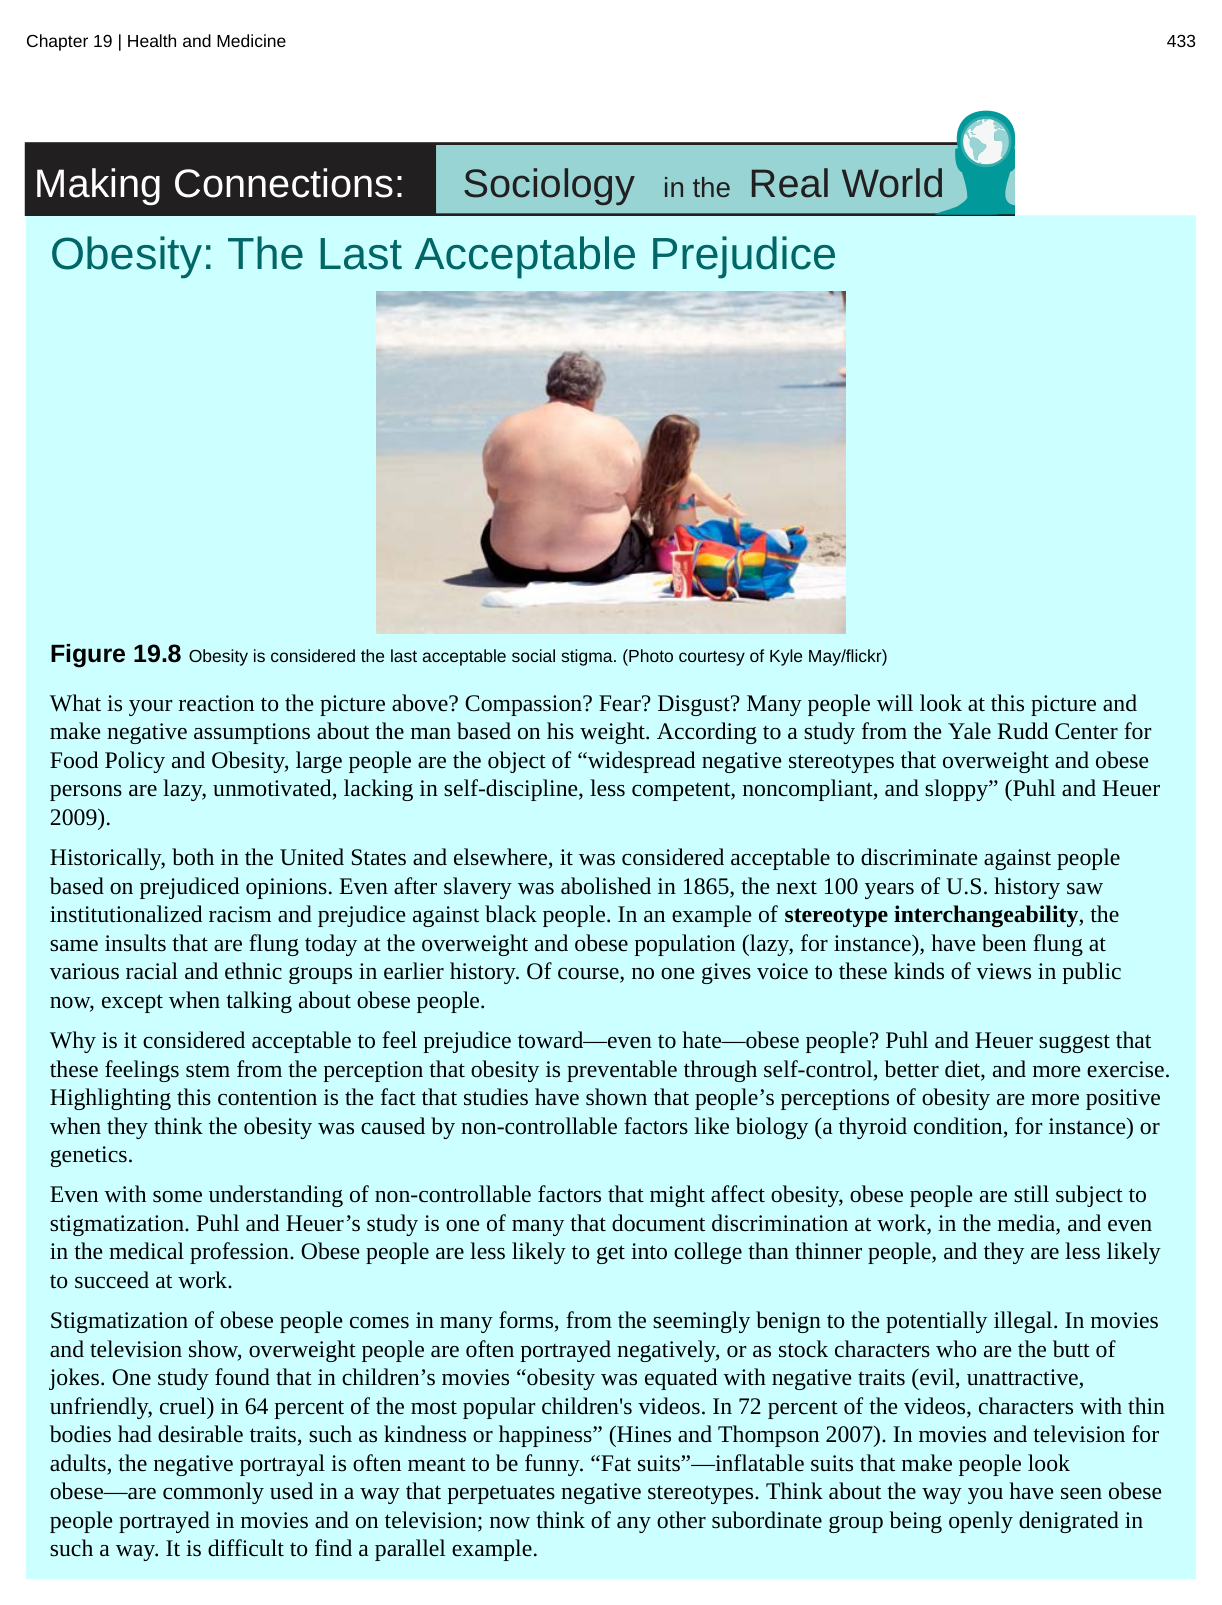 Chapter 19 | Health and Medicine 433
Making Connections: Sociology in the Real World
Obesity: The Last Acceptable Prejudice
Figure 19.8 Obesity is considered the last acceptable social stigma. (Photo courtesy of Kyle May/flickr)
What is your reaction to the picture above? Compassion? Fear? Disgust? Many people will look at this picture and
make negative assumptions about the man based on his weight. According to a study from the Yale Rudd Center for
Food Policy and Obesity, large people are the object of “widespread negative stereotypes that overweight and obese
persons are lazy, unmotivated, lacking in self-discipline, less competent, noncompliant, and sloppy” (Puhl and Heuer
2009).
Historically, both in the United States and elsewhere, it was considered acceptable to discriminate against people
based on prejudiced opinions. Even after slavery was abolished in 1865, the next 100 years of U.S. history saw
institutionalized racism and prejudice against black people. In an example of stereotype interchangeability, the
same insults that are flung today at the overweight and obese population (lazy, for instance), have been flung at
various racial and ethnic groups in earlier history. Of course, no one gives voice to these kinds of views in public
now, except when talking about obese people.
Why is it considered acceptable to feel prejudice toward—even to hate—obese people? Puhl and Heuer suggest that
these feelings stem from the perception that obesity is preventable through self-control, better diet, and more exercise.
Highlighting this contention is the fact that studies have shown that people’s perceptions of obesity are more positive
when they think the obesity was caused by non-controllable factors like biology (a thyroid condition, for instance) or
genetics.
Even with some understanding of non-controllable factors that might affect obesity, obese people are still subject to
stigmatization. Puhl and Heuer’s study is one of many that document discrimination at work, in the media, and even
in the medical profession. Obese people are less likely to get into college than thinner people, and they are less likely
to succeed at work.
Stigmatization of obese people comes in many forms, from the seemingly benign to the potentially illegal. In movies
and television show, overweight people are often portrayed negatively, or as stock characters who are the butt of
jokes. One study found that in children’s movies “obesity was equated with negative traits (evil, unattractive,
unfriendly, cruel) in 64 percent of the most popular children's videos. In 72 percent of the videos, characters with thin
bodies had desirable traits, such as kindness or happiness” (Hines and Thompson 2007). In movies and television for
adults, the negative portrayal is often meant to be funny. “Fat suits”—inflatable suits that make people look
obese—are commonly used in a way that perpetuates negative stereotypes. Think about the way you have seen obese
people portrayed in movies and on television; now think of any other subordinate group being openly denigrated in
such a way. It is difficult to find a parallel example.